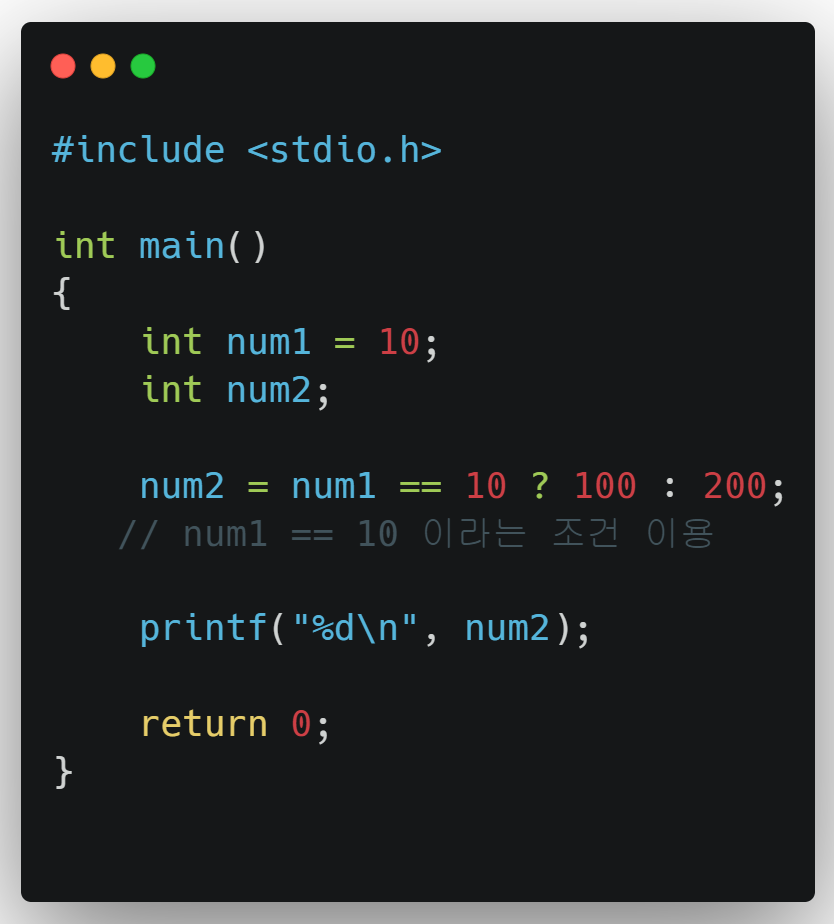 #include <stdio.h>
int main()
{
    int num1 = 10;
    int num2;
    num2 = num1 == 10 ? 100 : 200;
   // num1 == 10 이라는 조건 이용
    printf("%d\n", num2);
    return 0;
}